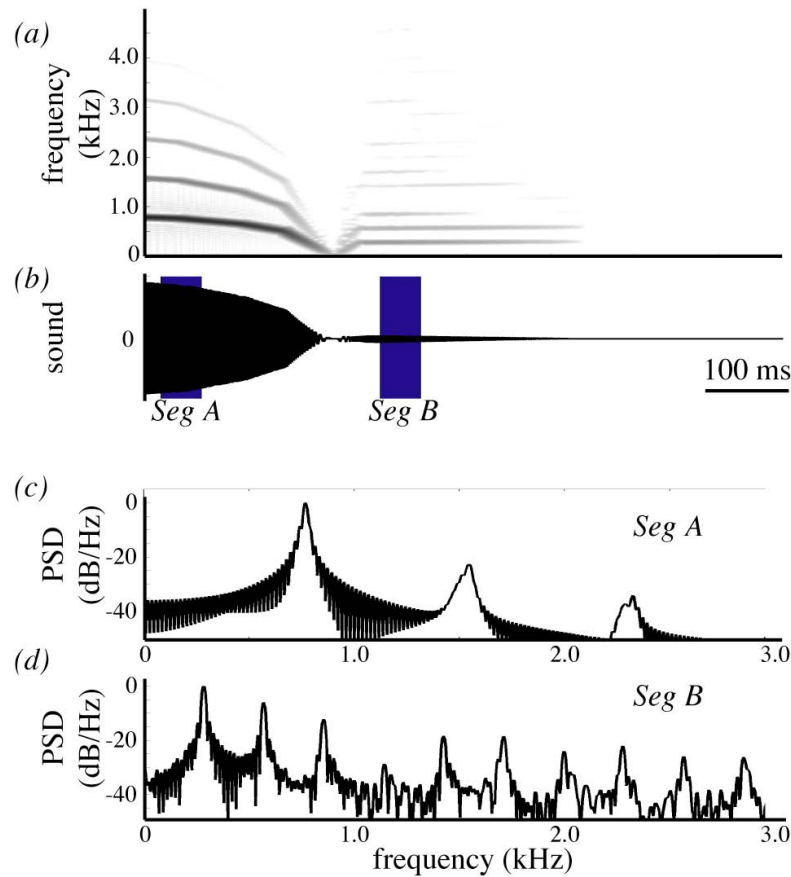 (a)
frequency
(kHz)
4.0
3.0
2.0
1.0
0
(b)
sound
0
100 ms
Seg A
Seg B
(c)
PSD
(dB/Hz)
0
-20
-40
Seg A
0
1.0
2.0
3.0
(d)
PSD
(dB/Hz)
0
-20
-40
Seg B
0
1.0
2.0
3.0
frequency (kHz)